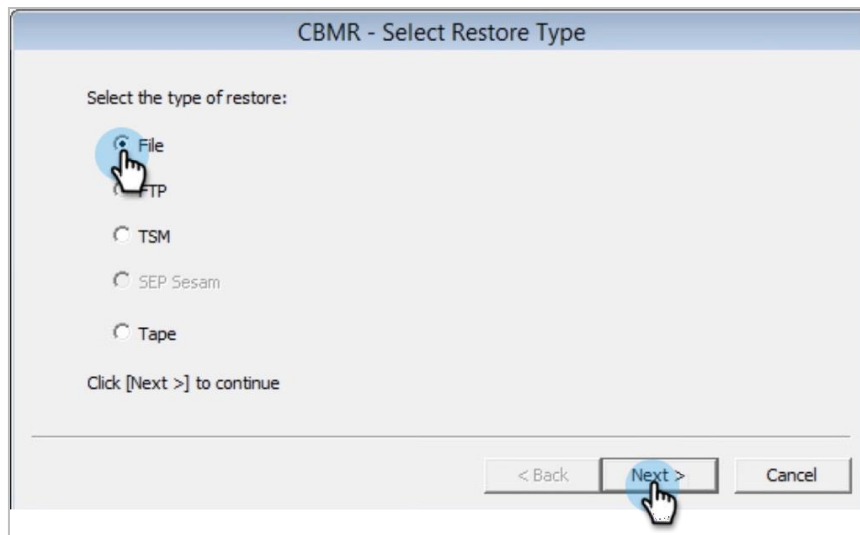 CBMR - Select Restore Type
Select the type of restore:
File
FTP
TSM
SEP Sesam
Tape
Click [Next >] to continue
< Back Next > Cancel